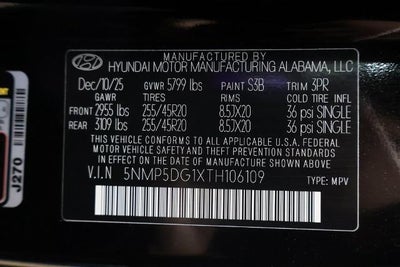 MANUFACTURED BY
HYUNDAI MOTOR MANUFACTURING ALABAMA, LLC
Dec/10/25 GVWR 5799 lbs PAINT S3B TRIM 3PR
GAWR TIRES RIMS COLD TIRE INFL
FRONT 2955 lbs 255/45R20 8.5JX20 36 psi SINGLE
REAR 3109 lbs 255/45R20 8.5JX20 36 psi SINGLE
THIS VEHICLE CONFORMS TO ALL APPLICABLE U.S.A FEDERAL
MOTOR VEHICLE SAFETY AND THEFT PREVENTION STANDARDS
IN EFFECT ON THE DATE OF MANUFACTURE SHOWN ABOVE
V.I.N 5NMP5DG1XTH106109 TYPE: MPV
J270